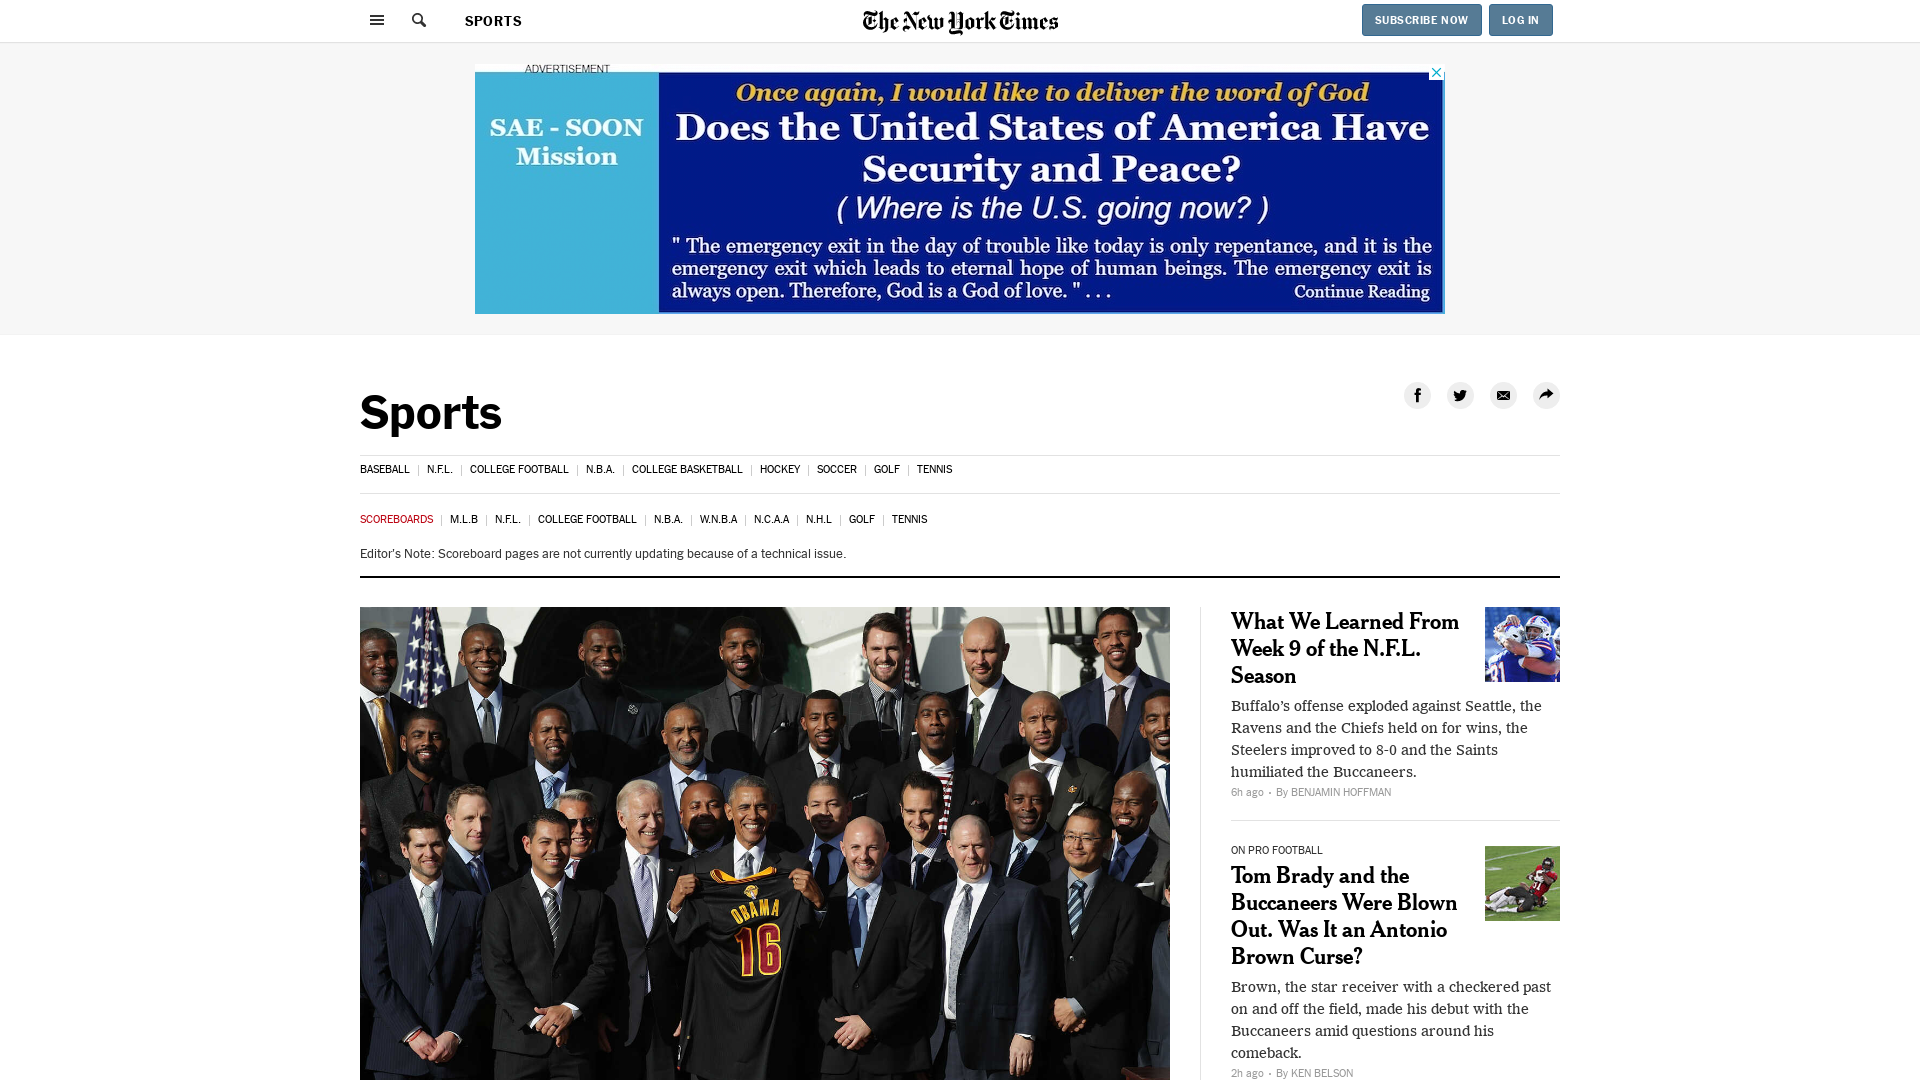 SPORTS
The New York Times
SUBSCRIBE NOW
LOG IN
ADVERTISEMENT
SAE - SOON
Mission
Once again, I would like to deliver the word of God
Does the United States of America Have
Security and Peace?
( Where is the U.S. going now? )
" The emergency exit in the day of trouble like today is only repentance, and it is the
emergency exit which leads to eternal hope of human beings. The emergency exit is
always open. Therefore, God is a God of love. " . . .
Continue Reading
Sports
BASEBALL | N.F.L. | COLLEGE FOOTBALL | N.B.A. | COLLEGE BASKETBALL | HOCKEY | SOCCER | GOLF | TENNIS
SCOREBOARDS | M.L.B | N.F.L. | COLLEGE FOOTBALL | N.B.A. | W.N.B.A | N.C.A.A | N.H.L | GOLF | TENNIS
Editor's Note: Scoreboard pages are not currently updating because of a technical issue.
OBAMA
16
What We Learned From
Week 9 of the N.F.L.
Season
Buffalo’s offense exploded against Seattle, the
Ravens and the Chiefs held on for wins, the
Steelers improved to 8-0 and the Saints
humiliated the Buccaneers.
6h ago · By BENJAMIN HOFFMAN
ON PRO FOOTBALL
Tom Brady and the
Buccaneers Were Blown
Out. Was It an Antonio
Brown Curse?
Brown, the star receiver with a checkered past
on and off the field, made his debut with the
Buccaneers amid questions around his
comeback.
2h ago · By KEN BELSON